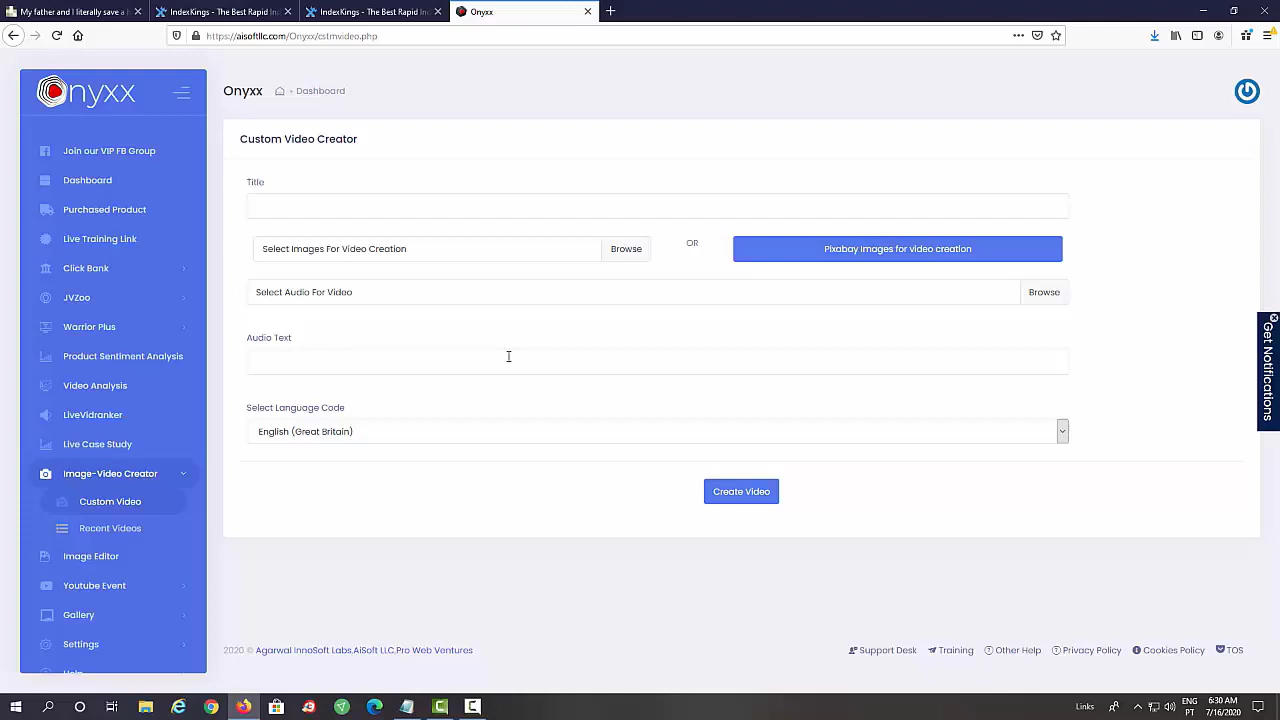 My father and I literally save a h
IndexKings - The Best Rapid In
IndexKings - The Best Rapid In
Onyxx
https://aisoftllc.com/Onyxx/cstmvideo.php
Onyxx
Join our VIP FB Group
Dashboard
Purchased Product
Live Training Link
Click Bank
JVZoo
Warrior Plus
Product Sentiment Analysis
Video Analysis
LiveVidranker
Live Case Study
Image-Video Creator
Custom Video
Recent Videos
Image Editor
Youtube Event
Gallery
Settings
Help
Onyxx - Dashboard
Custom Video Creator
Title
Select Images For Video Creation Browse OR Pixabay Images for video creation
Select Audio For Video Browse
Audio Text
Select Language Code
English (Great Britain)
Create Video
Get Notifications
2020 © Agarwal InnoSoft Labs,AiSoft LLC,Pro Web Ventures
Support Desk Training Other Help Privacy Policy Cookies Policy TOS
Links
ENG
PT
6:30 AM
7/16/2020